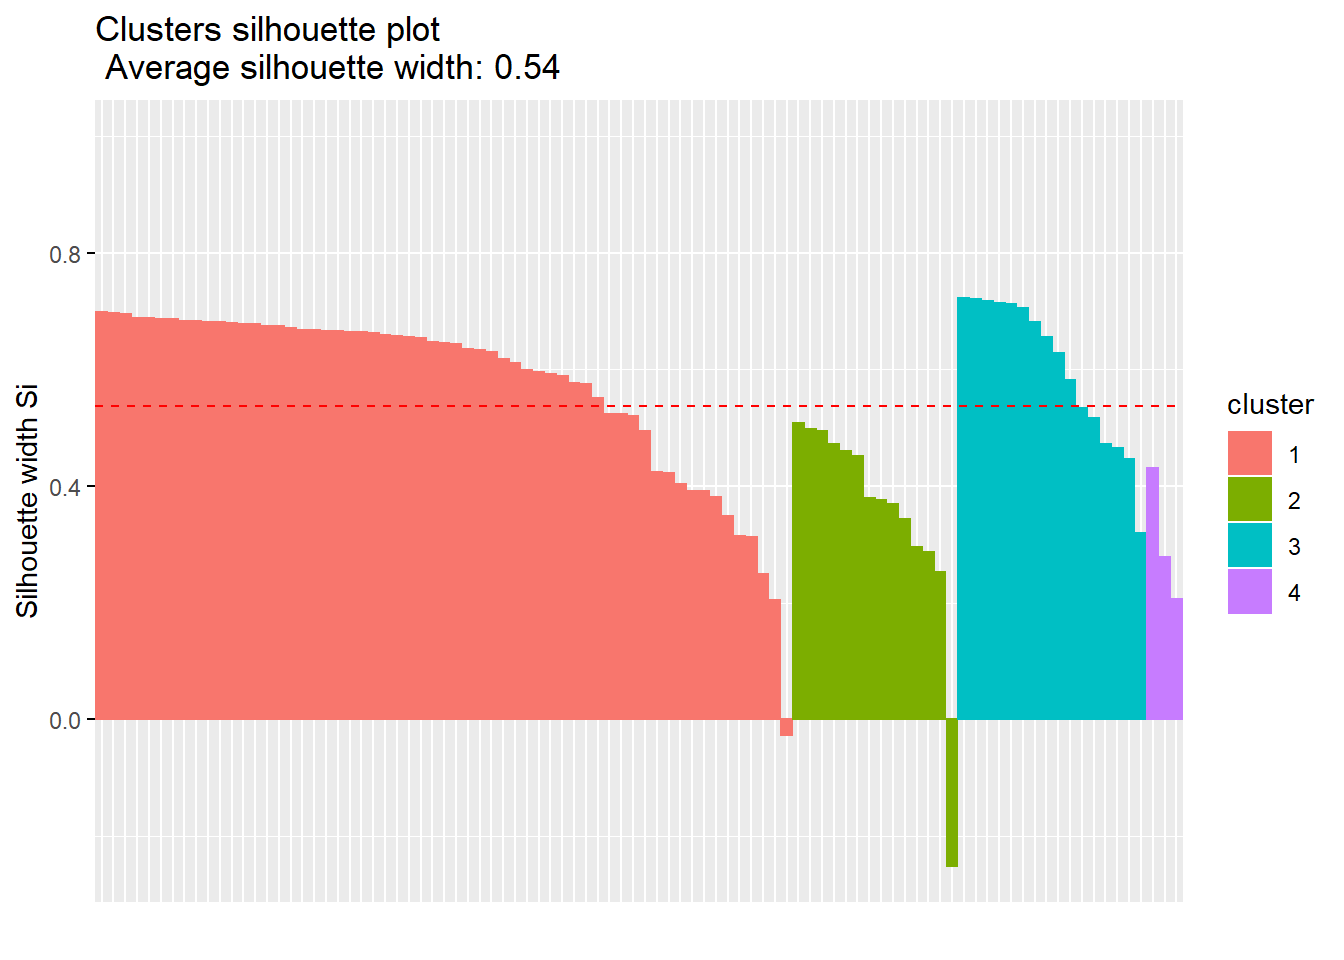 Clusters silhouette plot
Average silhouette width: 0.54
0.8
0.4
0.0
Silhouette width Si
cluster
1
2
3
4